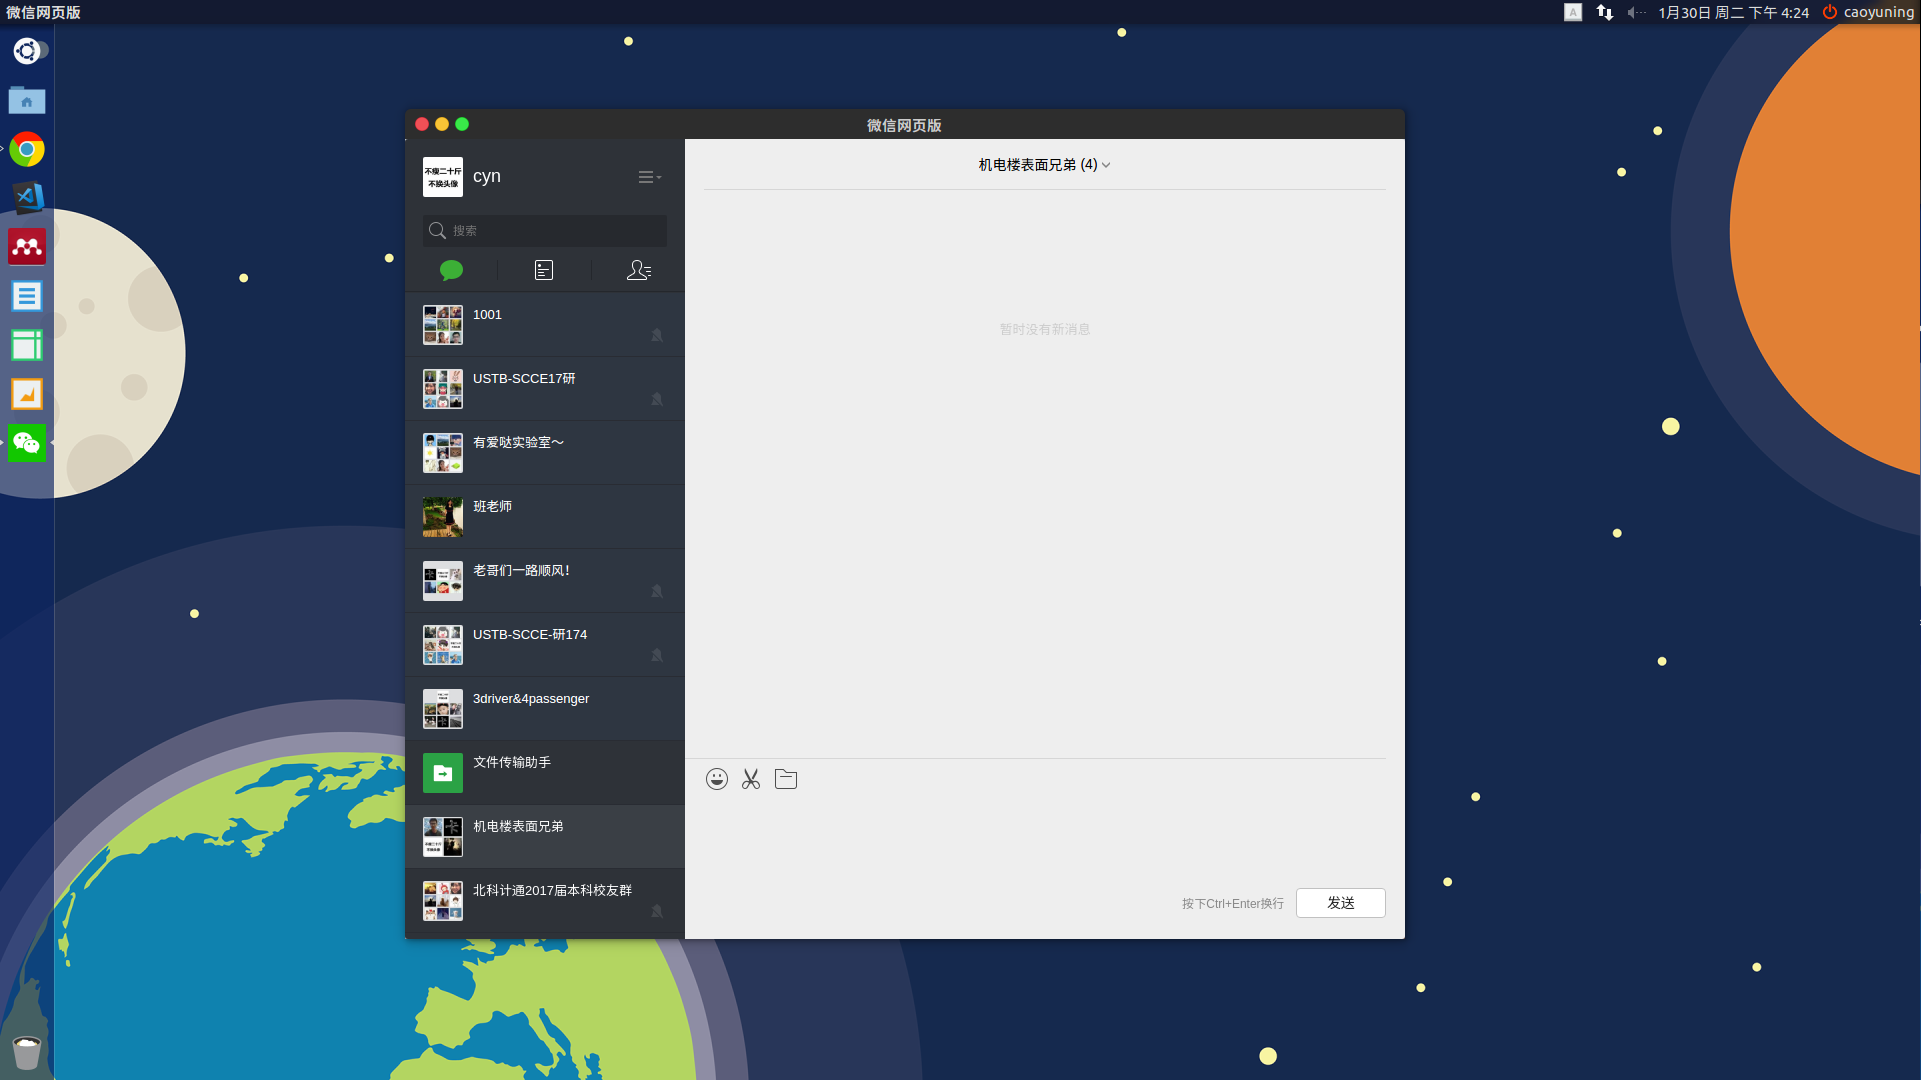 微信网页版
A
1月30日 周二 下午 4:24
caoyuning
微信网页版
不瘦二十斤
不换头像
cyn
搜索
机电楼表面兄弟 (4)
1001
USTB-SCCE17研
有爱哒实验室～
班老师
老哥们一路顺风！
USTB-SCCE-研174
3driver&4passenger
文件传输助手
机电楼表面兄弟
北科计通2017届本科校友群
暂时没有新消息
按下Ctrl+Enter换行
发送